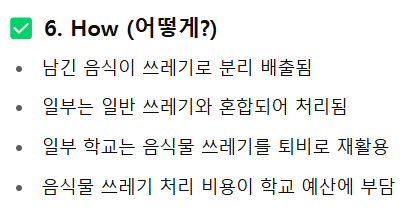 ✅ 6. How (어떻게?)
• 남긴 음식이 쓰레기로 분리 배출됨
• 일부는 일반 쓰레기와 혼합되어 처리됨
• 일부 학교는 음식물 쓰레기를 퇴비로 재활용
• 음식물 쓰레기 처리 비용이 학교 예산에 부담